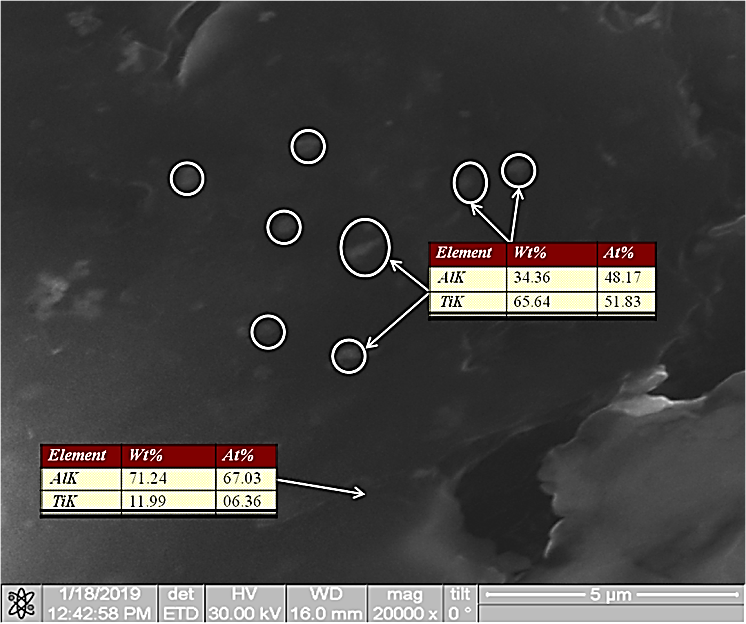 Element Wt% At%
AlK 34.36 48.17
TiK 65.64 51.83
Element Wt% At%
AlK 71.24 67.03
TiK 11.99 06.36
1/18/2019 det HV WD mag tilt 5 µm
12:42:58 PM ETD 30.00 kV 16.0 mm 20000 x 0 °